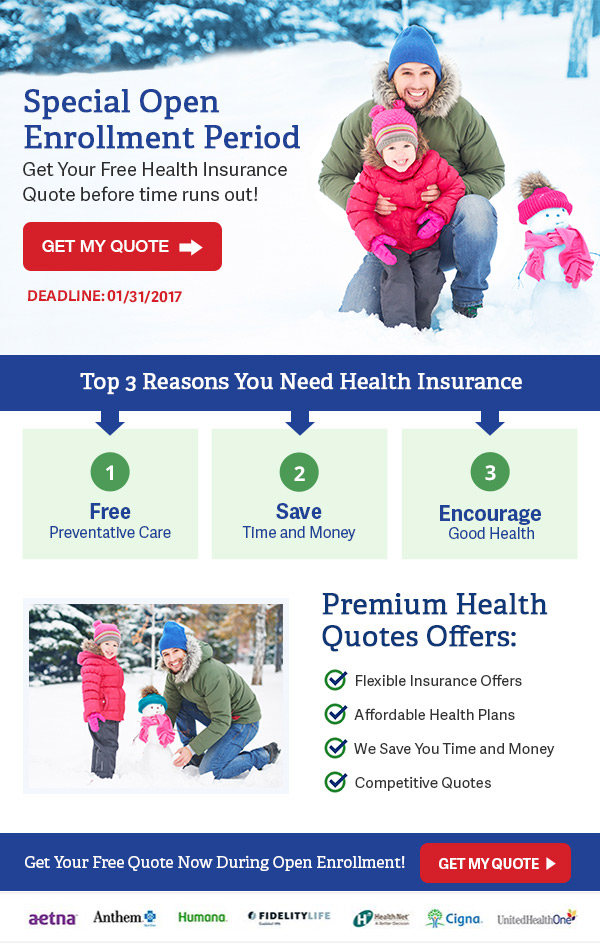 Special Open
Enrollment Period
Get Your Free Health Insurance
Quote before time runs out!
GET MY QUOTE
DEADLINE: 01/31/2017
Top 3 Reasons You Need Health Insurance
1
Free
Preventative Care
2
Save
Time and Money
3
Encourage
Good Health
Premium Health
Quotes Offers:
Flexible Insurance Offers
Affordable Health Plans
We Save You Time and Money
Competitive Quotes
Get Your Free Quote Now During Open Enrollment!
GET MY QUOTE
aetna
Anthem
Humana.
FIDELITY LIFE
Health Net
A Better Decision
Cigna.
UnitedHealthOne